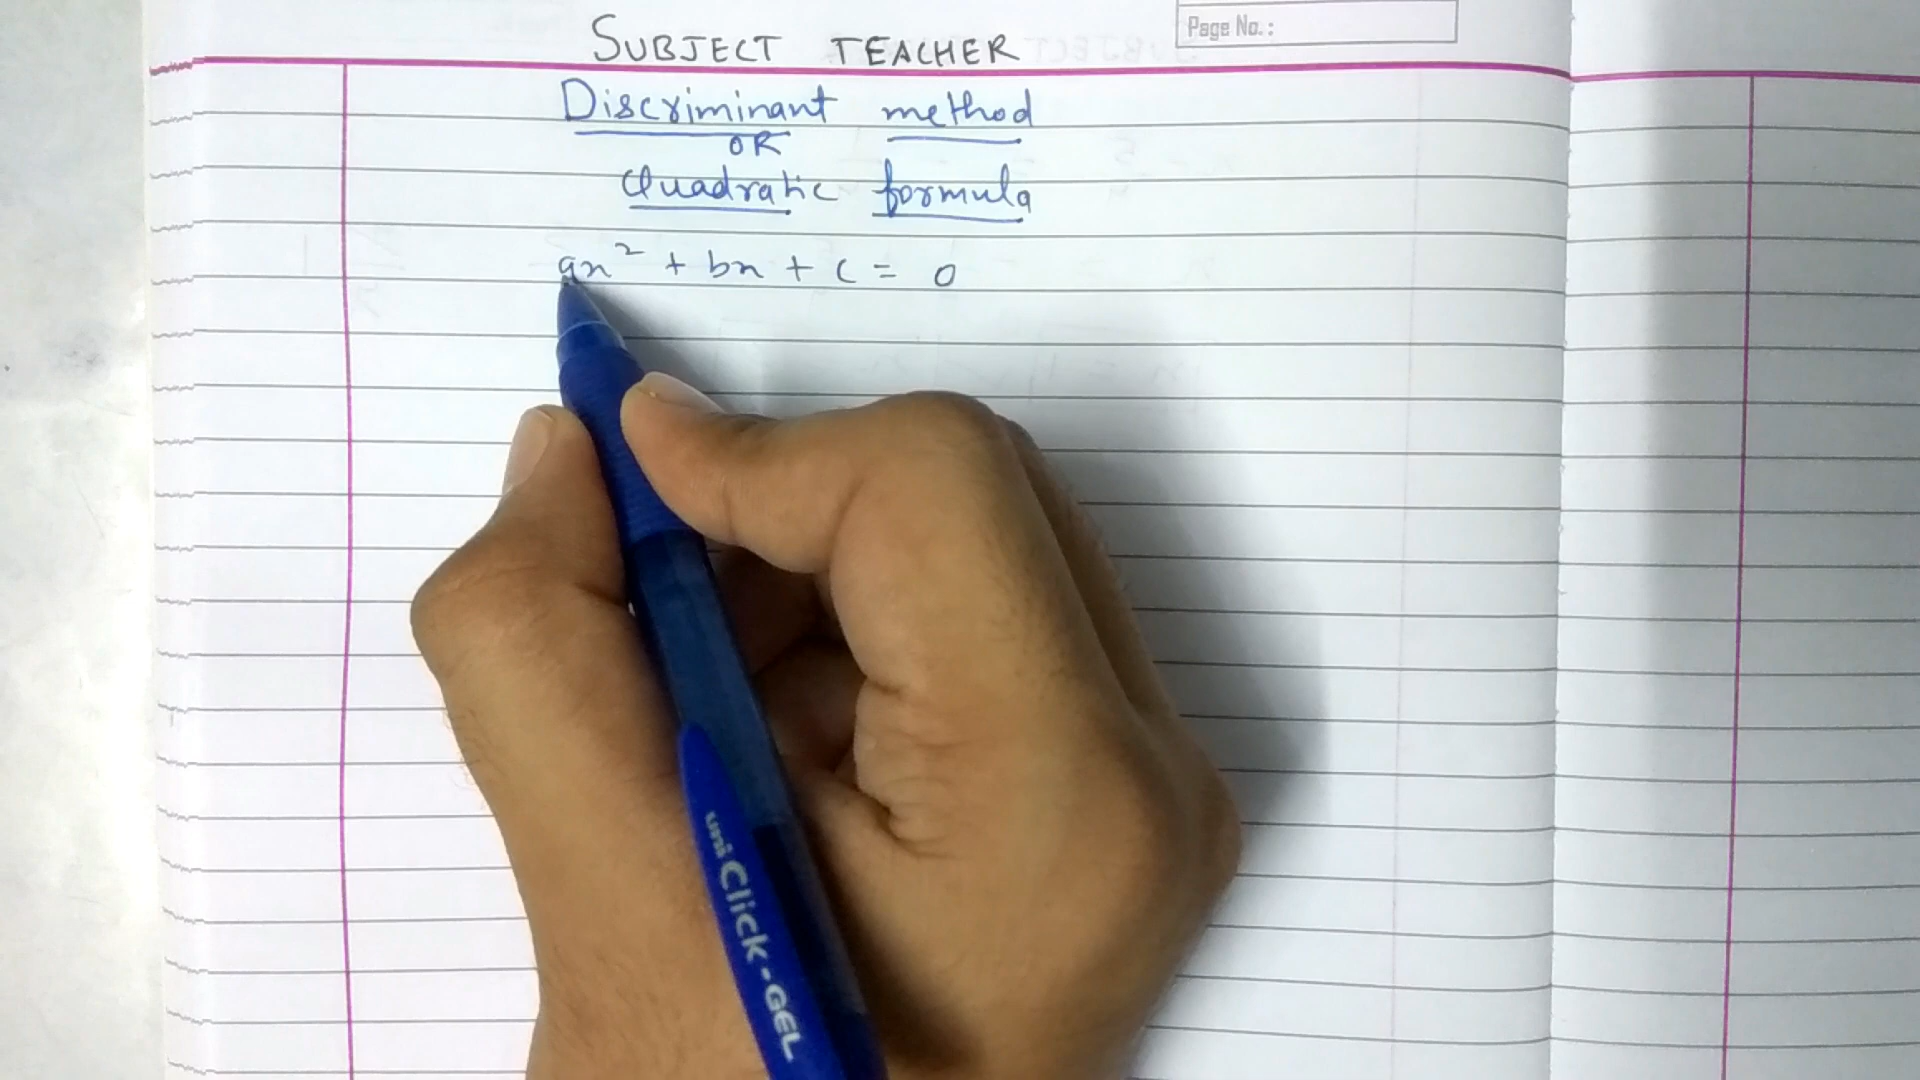 Page No. :
SUBJECT TEACHER
Discriminant method
OR
Quadratic formula
ax² + bx + c = 0
uni Click-GEL